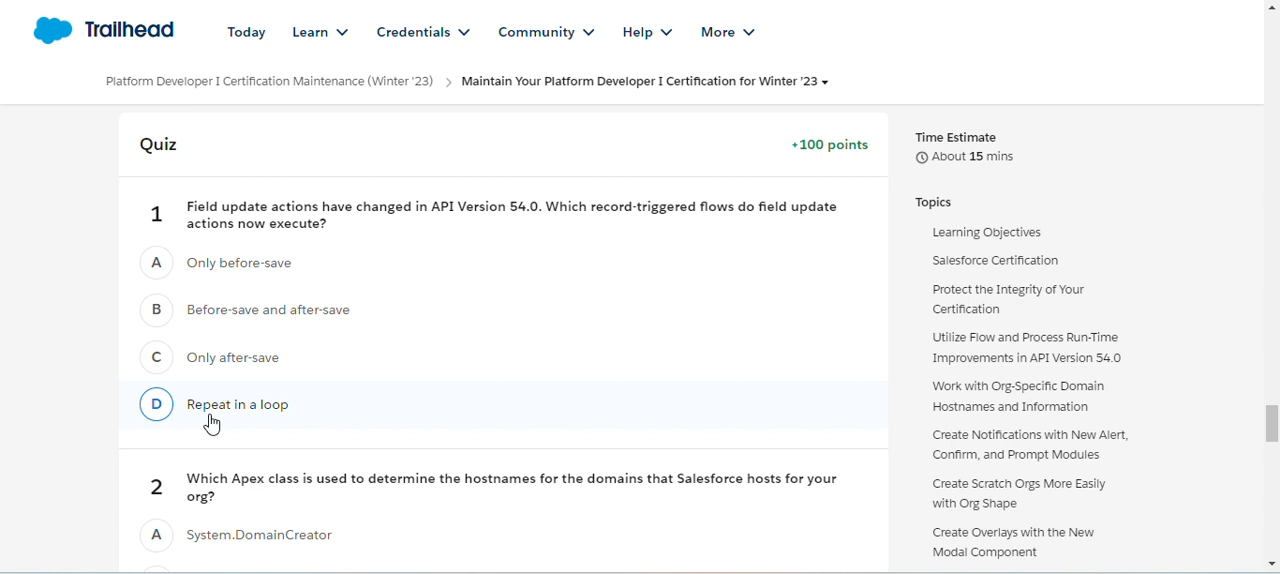 Trailhead
Today
Learn
Credentials
Community
Help
More
Platform Developer I Certification Maintenance (Winter '23)
Maintain Your Platform Developer I Certification for Winter '23
Quiz
+100 points
1
Field update actions have changed in API Version 54.0. Which record-triggered flows do field update
actions now execute?
A
Only before-save
B
Before-save and after-save
C
Only after-save
D
Repeat in a loop
2
Which Apex class is used to determine the hostnames for the domains that Salesforce hosts for your
org?
A
System.DomainCreator
Time Estimate
About 15 mins
Topics
Learning Objectives
Salesforce Certification
Protect the Integrity of Your
Certification
Utilize Flow and Process Run-Time
Improvements in API Version 54.0
Work with Org-Specific Domain
Hostnames and Information
Create Notifications with New Alert,
Confirm, and Prompt Modules
Create Scratch Orgs More Easily
with Org Shape
Create Overlays with the New
Modal Component